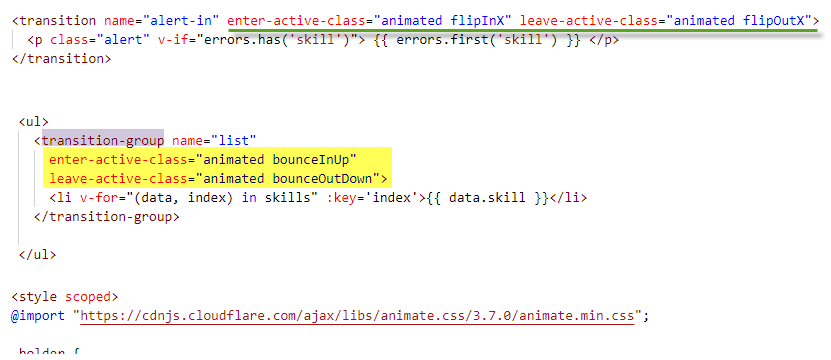 <transition name="alert-in" enter-active-class="animated flipInX" leave-active-class="animated flipOutX">
<p class="alert" v-if="errors.has('skill')"> {{ errors.first('skill') }} </p>
</transition>
<ul>
<transition-group name="list"
enter-active-class="animated bounceInUp"
leave-active-class="animated bounceOutDown">
<li v-for="(data, index) in skills" :key='index'>{{ data.skill }}</li>
</transition-group>
</ul>
<style scoped>
@import "https://cdnjs.cloudflare.com/ajax/libs/animate.css/3.7.0/animate.min.css";
.holder {